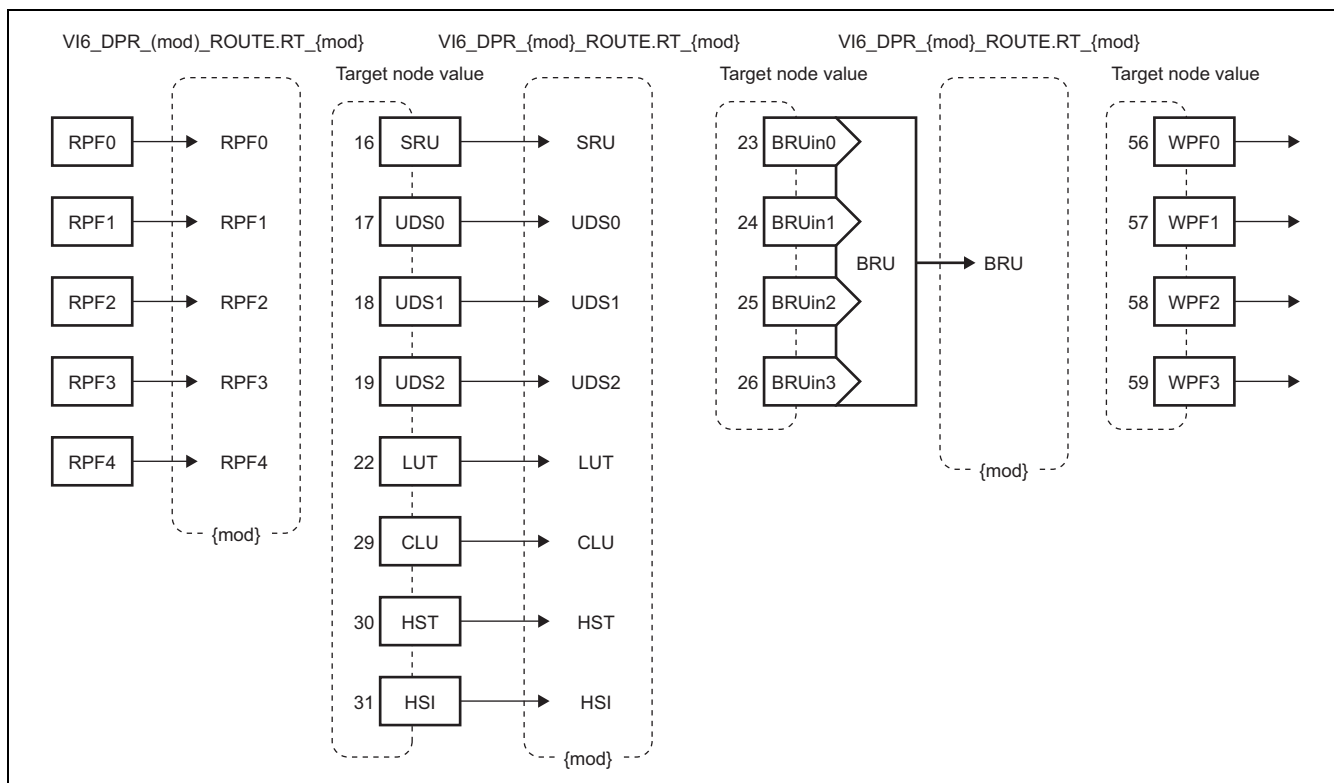 VI6_DPR_(mod)_ROUTE.RT_{mod} VI6_DPR_{mod}_ROUTE.RT_{mod} VI6_DPR_{mod}_ROUTE.RT_{mod}
Target node value Target node value Target node value
RPF0 RPF0 16 SRU SRU 23 BRUin0 56 WPF0
RPF1 RPF1 17 UDS0 UDS0 24 BRUin1 57 WPF1
BRU BRU
RPF2 RPF2 18 UDS1 UDS1 25 BRUin2 58 WPF2
RPF3 RPF3 19 UDS2 UDS2 26 BRUin3 59 WPF3
RPF4 RPF4 22 LUT LUT
{mod}
{mod}
29 CLU CLU
30 HST HST
31 HSI HSI
{mod}